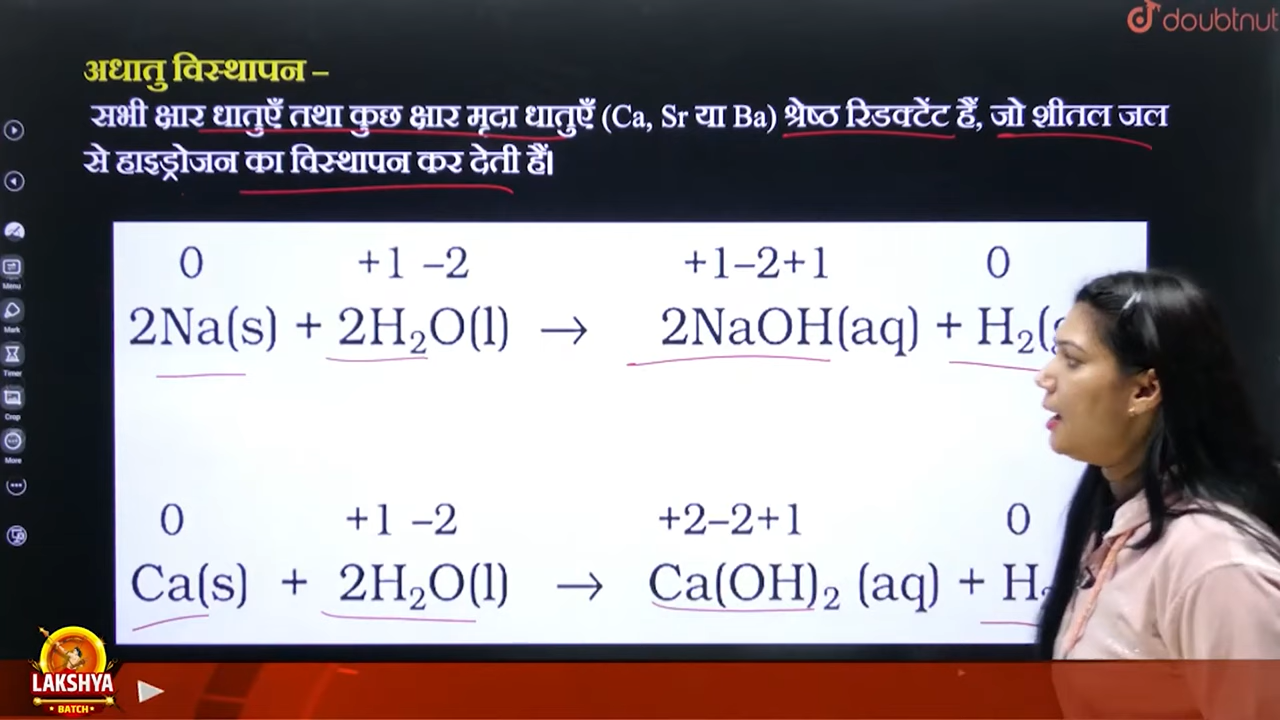 doubtnut
अधातु विस्थापन –
सभी क्षार धातुएँ तथा कुछ क्षार मृदा धातुएँ (Ca, Sr या Ba) श्रेष्ठ रिडक्टेंट हैं, जो शीतल जल
से हाइड्रोजन का विस्थापन कर देती हैं।
0 +1 –2 +1–2+1 0
2Na(s) + 2H₂O(l) → 2NaOH(aq) + H₂(
0 +1 –2 +2–2+1 0
Ca(s) + 2H₂O(l) → Ca(OH)₂ (aq) + H₂
Menu
Mark
Timer
Crop
More
LAKSHYA
BATCH